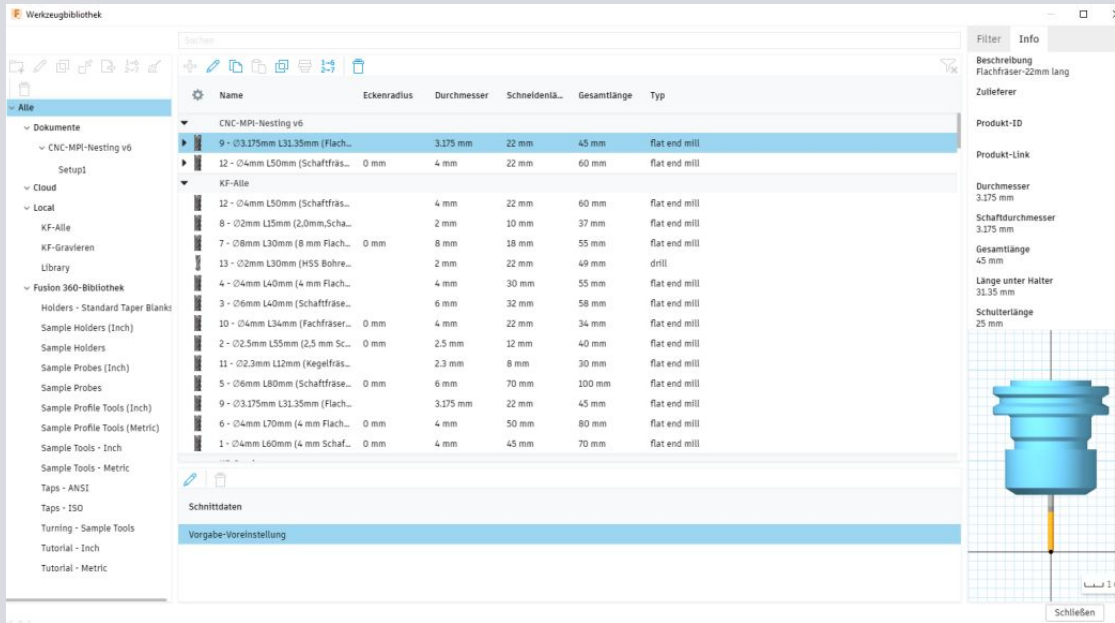 Werkzeugbibliothek
Suchen
Filter Info
Alle
Dokumente
CNC-MPI-Nesting v6
Setup1
Cloud
Local
KF-Alle
KF-Gravieren
Library
Fusion 360-Bibliothek
Holders - Standard Taper Blanks
Sample Holders (Inch)
Sample Holders
Sample Probes (Inch)
Sample Probes
Sample Profile Tools (Inch)
Sample Profile Tools (Metric)
Sample Tools - Inch
Sample Tools - Metric
Taps - ANSI
Taps - ISO
Turning - Sample Tools
Tutorial - Inch
Tutorial - Metric
Name Eckenradius Durchmesser Schneidenlä... Gesamtlänge Typ
CNC-MPI-Nesting v6
9 - Ø3.175mm L31.35mm (Flach... 3.175 mm 22 mm 45 mm flat end mill
12 - Ø4mm L50mm (Schaftfräs... 0 mm 4 mm 22 mm 60 mm flat end mill
KF-Alle
12 - Ø4mm L50mm (Schaftfräs... 4 mm 22 mm 60 mm flat end mill
8 - Ø2mm L15mm (2,0mm,Scha... 2 mm 10 mm 37 mm flat end mill
7 - Ø8mm L30mm (8 mm Flach... 0 mm 8 mm 18 mm 55 mm flat end mill
13 - Ø2mm L30mm (HSS Bohre... 2 mm 22 mm 49 mm drill
4 - Ø4mm L40mm (4 mm Flach... 4 mm 30 mm 55 mm flat end mill
3 - Ø6mm L40mm (Schaftfräse... 6 mm 32 mm 58 mm flat end mill
10 - Ø4mm L34mm (Fachfräser... 0 mm 4 mm 22 mm 34 mm flat end mill
2 - Ø2.5mm L55mm (2,5 mm Sc... 0 mm 2.5 mm 12 mm 40 mm flat end mill
11 - Ø2.3mm L12mm (Kegelfräs... 2.3 mm 8 mm 30 mm flat end mill
5 - Ø6mm L80mm (Schaftfräse... 0 mm 6 mm 70 mm 100 mm flat end mill
9 - Ø3.175mm L31.35mm (Flach... 3.175 mm 22 mm 45 mm flat end mill
6 - Ø4mm L70mm (4 mm Flach... 0 mm 4 mm 50 mm 80 mm flat end mill
1 - Ø4mm L60mm (4 mm Schaf... 0 mm 4 mm 45 mm 70 mm flat end mill
Schnittdaten
Vorgabe-Voreinstellung
Beschreibung
Flachfräser-22mm lang
Zulieferer
Produkt-ID
Produkt-Link
Durchmesser
3.175 mm
Schaftdurchmesser
3.175 mm
Gesamtlänge
45 mm
Länge unter Halter
31.35 mm
Schulterlänge
25 mm
Schließen